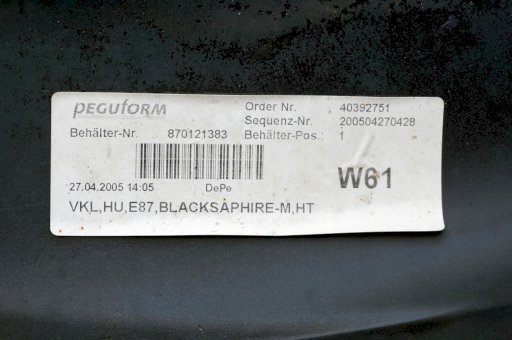 peguform
Order Nr. 40392751
Sequenz-Nr. 200504270428
Behälter-Nr. 870121383 Behälter-Pos.: 1
27.04.2005 14:05 DePe
W61
VKL,HU,E87,BLACKSAPHIRE-M,HT